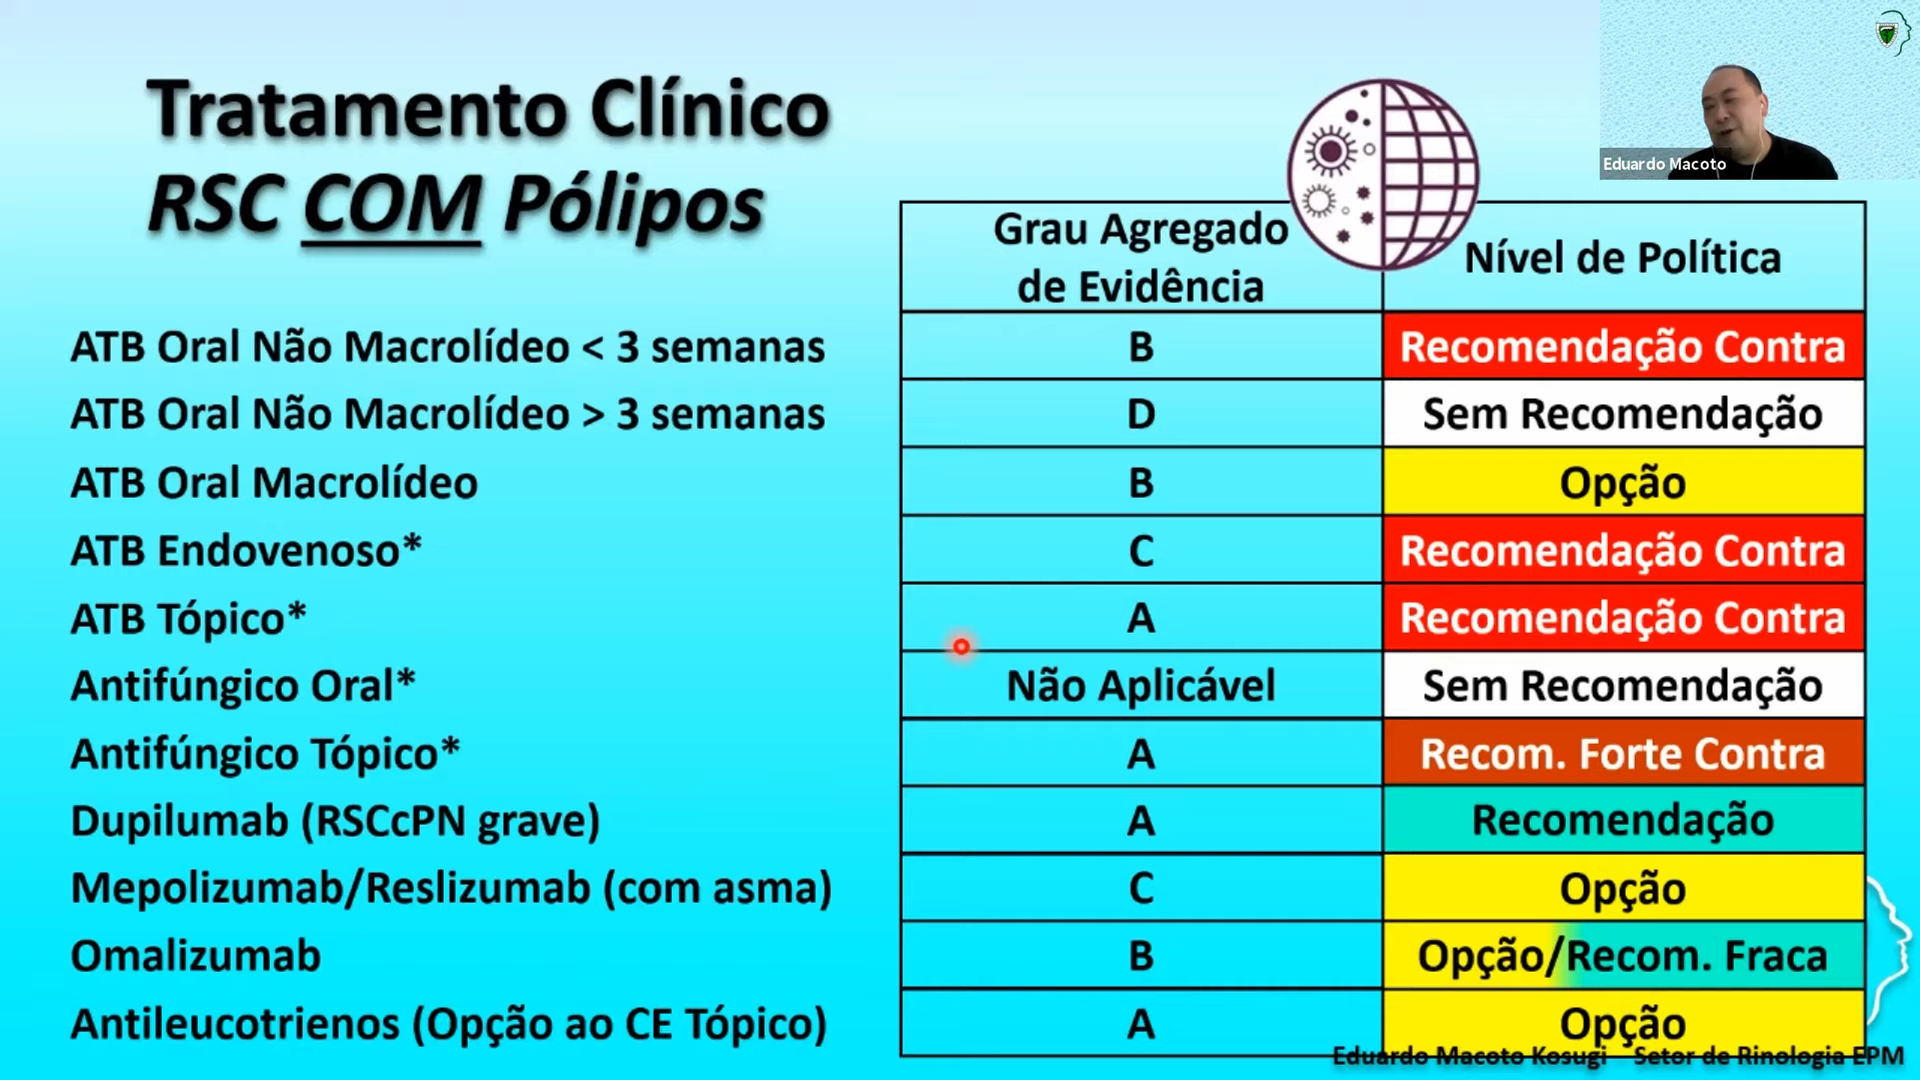 Tratamento Clínico
RSC COM Pólipos
Eduardo Macoto
Grau Agregado
de Evidência
Nível de Política
ATB Oral Não Macrolídeo < 3 semanas B Recomendação Contra
ATB Oral Não Macrolídeo > 3 semanas D Sem Recomendação
ATB Oral Macrolídeo B Opção
ATB Endovenoso* C Recomendação Contra
ATB Tópico* A Recomendação Contra
Antifúngico Oral* Não Aplicável Sem Recomendação
Antifúngico Tópico* A Recom. Forte Contra
Dupilumab (RSCcPN grave) A Recomendação
Mepolizumab/Reslizumab (com asma) C Opção
Omalizumab B Opção/Recom. Fraca
Antileucotrienos (Opção ao CE Tópico) A Opção
Eduardo Macoto Kosugi Setor de Rinologia EPM